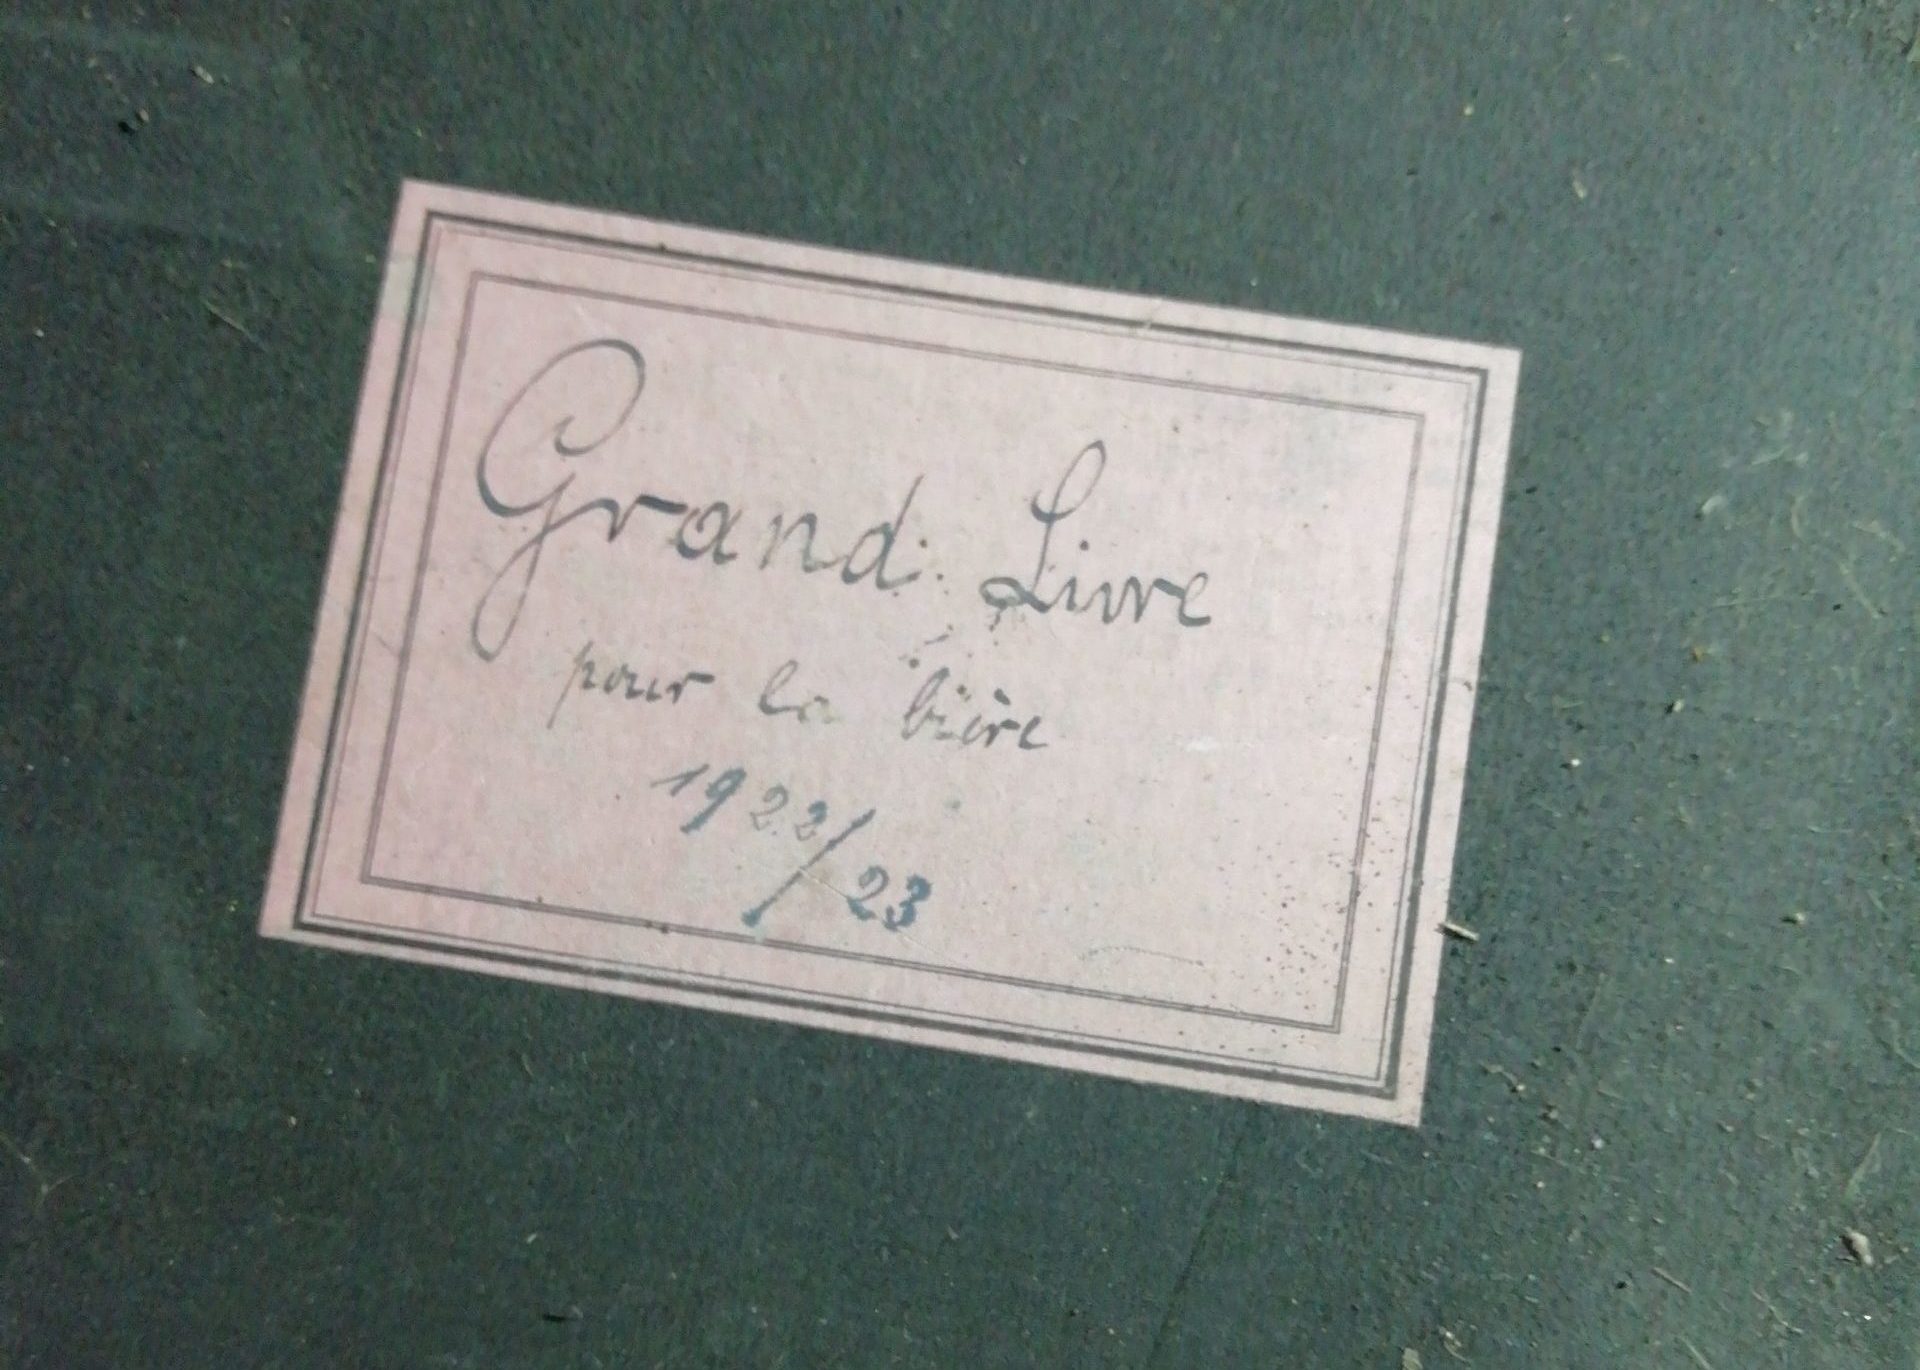 Grand Livre
pour la bière
1922/23